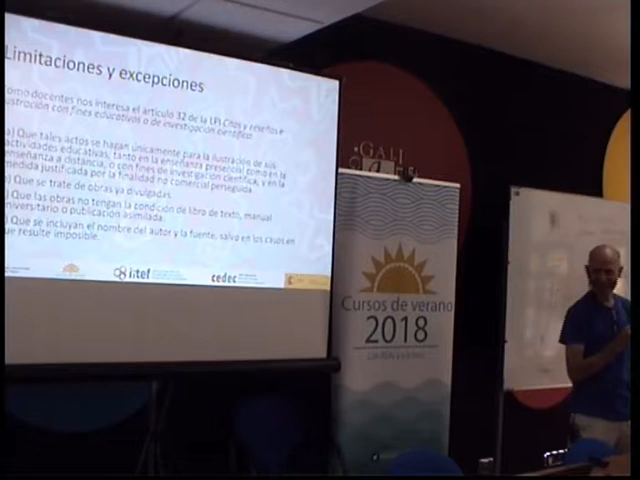 Limitaciones y excepciones
omo docentes nos interesa el artículo 32 de la LPI Citas y reseñas e
ustración con fines educativos o de investigación científica
a) Que tales actos se hagan únicamente para la ilustración de sus
actividades educativas, tanto en la enseñanza presencial como en la
enseñanza a distancia, o con fines de investigación científica, y en la
medida justificada por la finalidad no comercial perseguida.
) Que se trate de obras ya divulgadas.
) Que las obras no tengan la condición de libro de texto, manual
universitario o publicación asimilada.
) Que se incluyan el nombre del autor y la fuente, salvo en los casos en
ue resulte imposible.
intef
cedec
GALI
Cursos de verano
2018